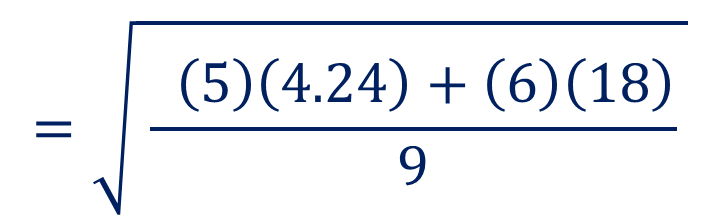 = √((5)(4.24) + (6)(18) / 9)